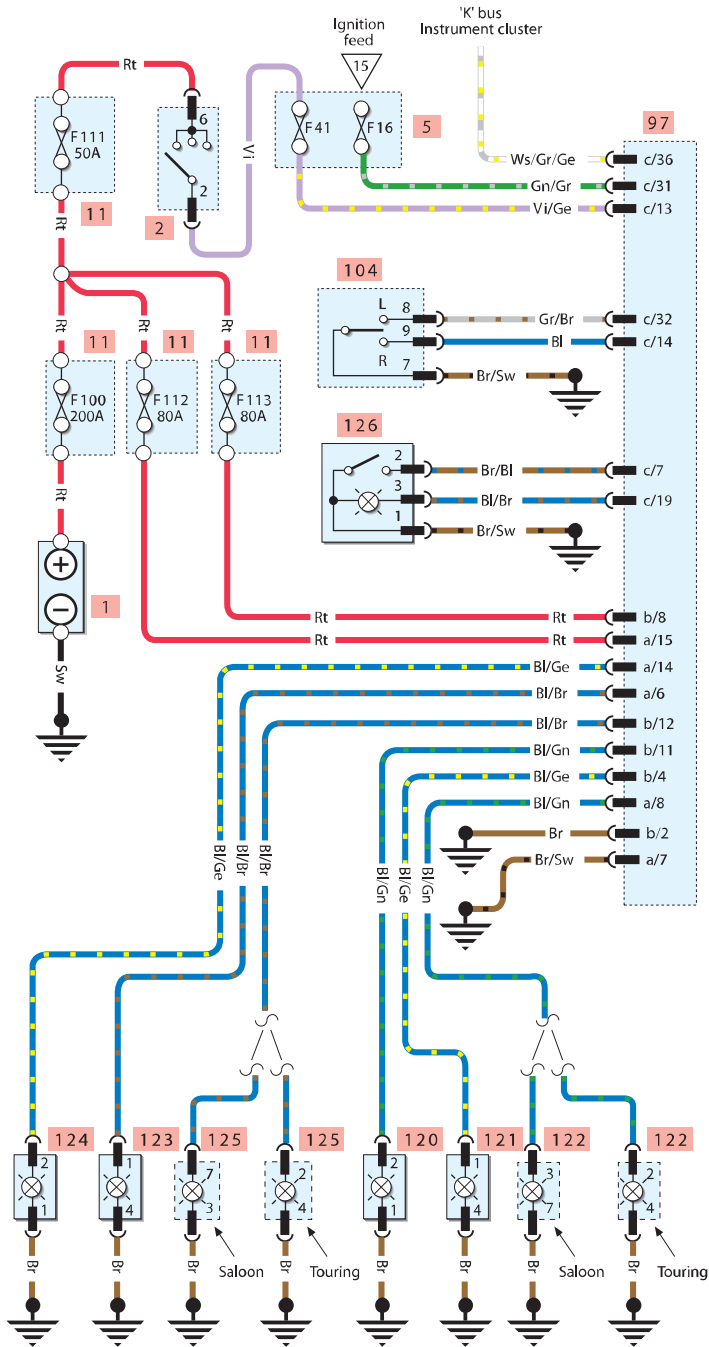 'K' bus
Instrument cluster
Ignition
feed
15
Rt
F111
50A
11
6
2
2
Vi
F41
F16
5
97
Ws/Gr/Ge
c/36
Gn/Gr
c/31
Vi/Ge
c/13
Rt
104
L
8
9
R
7
Gr/Br
c/32
Bl
c/14
Br/Sw
Rt
Rt
Rt
11
11
11
F100
200A
F112
80A
F113
80A
126
2
3
1
Br/Bl
c/7
Bl/Br
c/19
Br/Sw
Rt
+
−
1
Sw
Rt
Rt
b/8
Rt
Rt
a/15
Bl/Ge
a/14
Bl/Br
a/6
Bl/Br
b/12
Bl/Gn
b/11
Bl/Ge
b/4
Bl/Gn
a/8
Br
b/2
Br/Sw
a/7
Bl/Ge
Bl/Br
Bl/Br
Bl/Gn
Bl/Ge
Bl/Gn
124
123
125
125
120
121
122
122
2
1
1
4
7
3
2
4
2
1
1
4
3
7
2
4
Saloon
Touring
Saloon
Touring
Br
Br
Br
Br
Br
Br
Br
Br